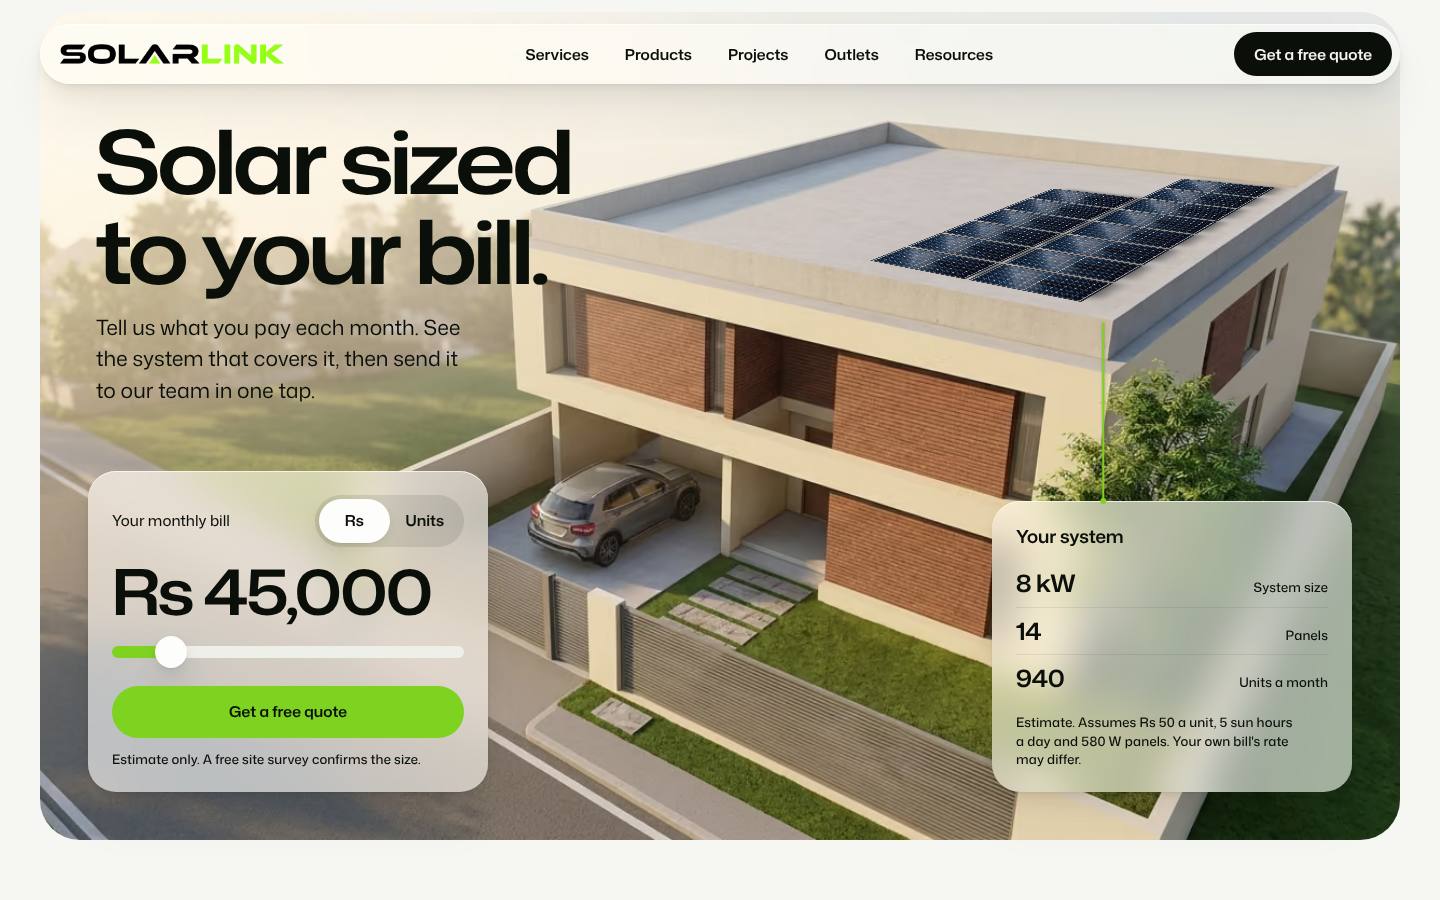 SOLARLINK
Services
Products
Projects
Outlets
Resources
Get a free quote
Solar sized
to your bill.
Tell us what you pay each month. See
the system that covers it, then send it
to our team in one tap.
Your monthly bill
Rs
Units
Rs 45,000
Get a free quote
Estimate only. A free site survey confirms the size.
Your system
8 kW
System size
14
Panels
940
Units a month
Estimate. Assumes Rs 50 a unit, 5 sun hours
a day and 580 W panels. Your own bill's rate
may differ.